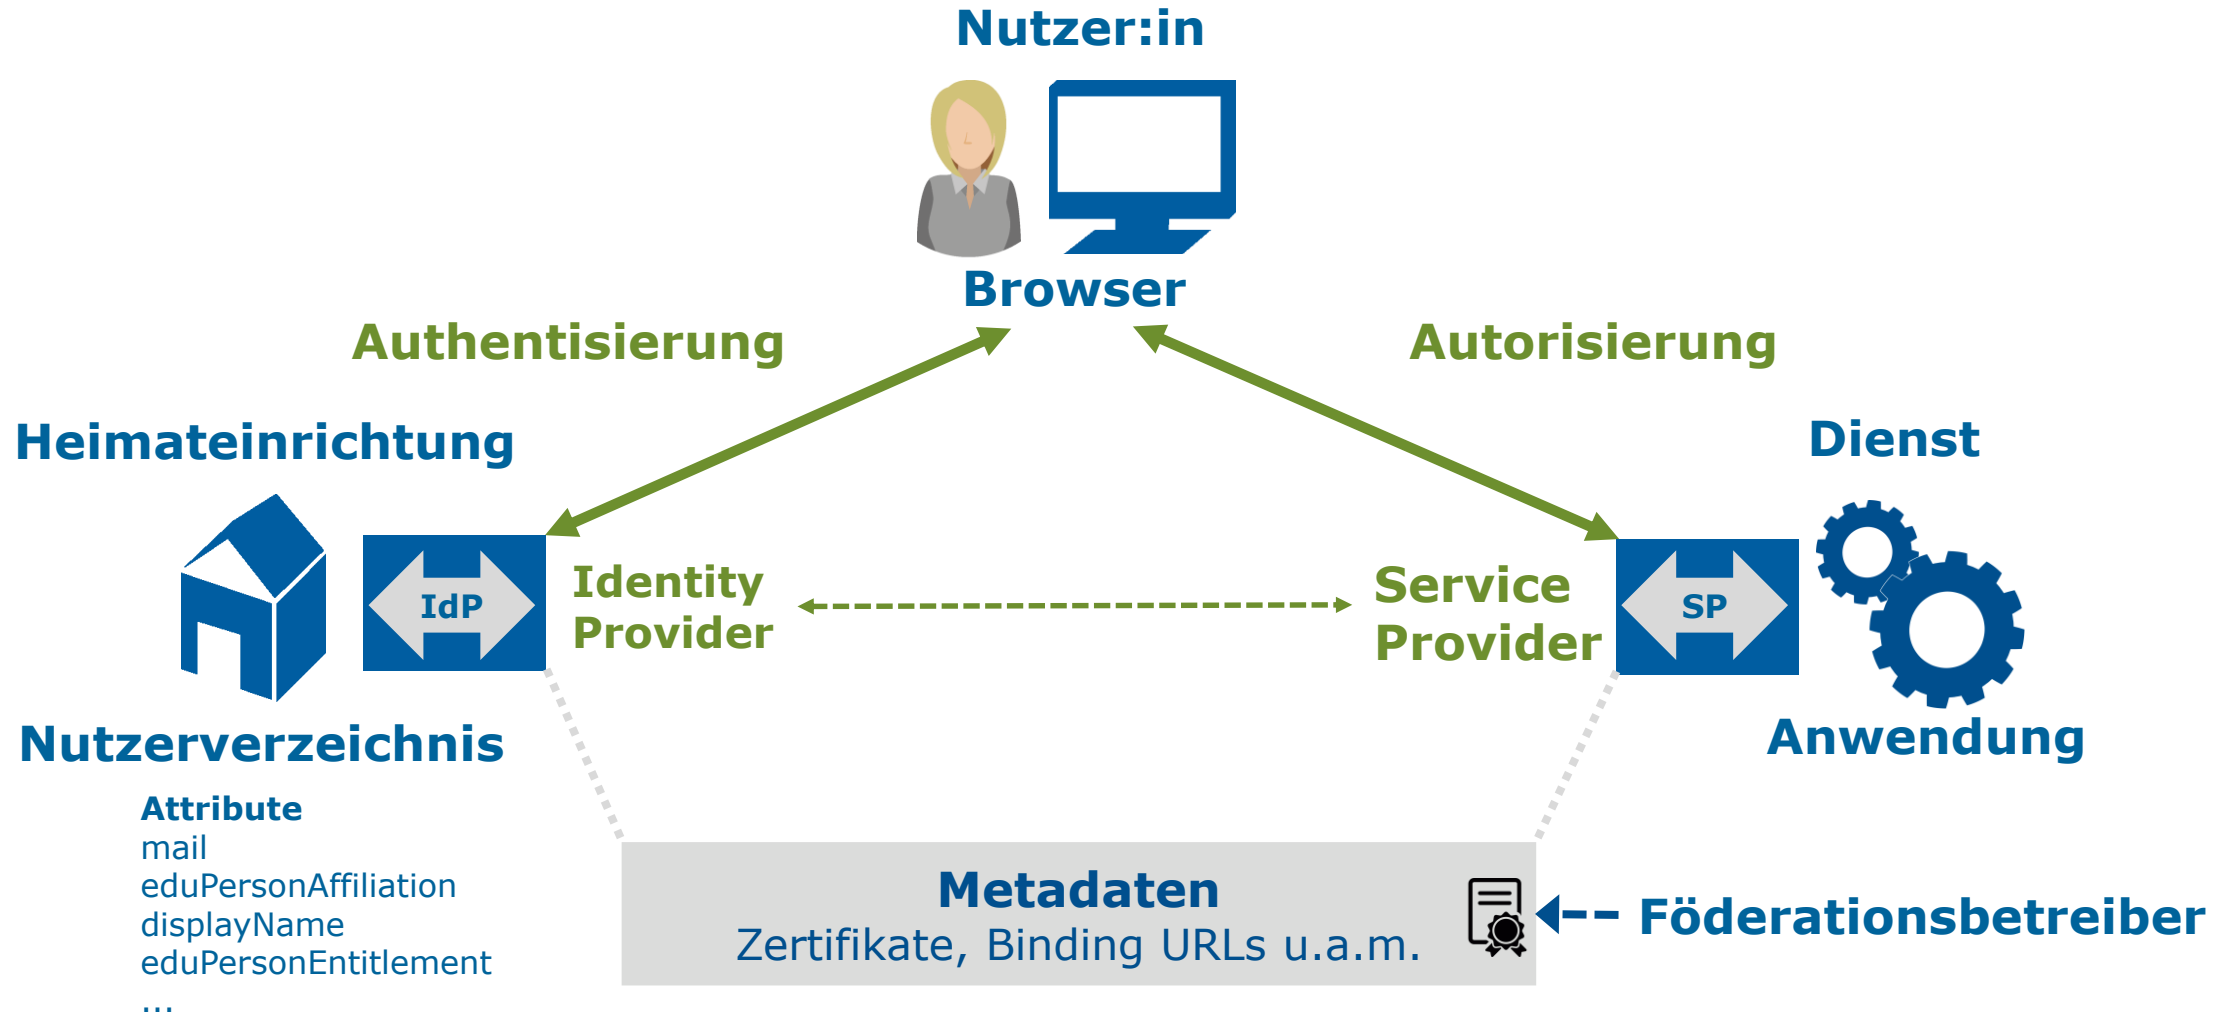 Nutzer:in
Browser
Authentisierung
Autorisierung
Heimateinrichtung
Dienst
IdP
Identity
Provider
Service
Provider
SP
Nutzerverzeichnis
Anwendung
Attribute
mail
eduPersonAffiliation
displayName
eduPersonEntitlement
...
Metadaten
Zertifikate, Binding URLs u.a.m.
Föderationsbetreiber